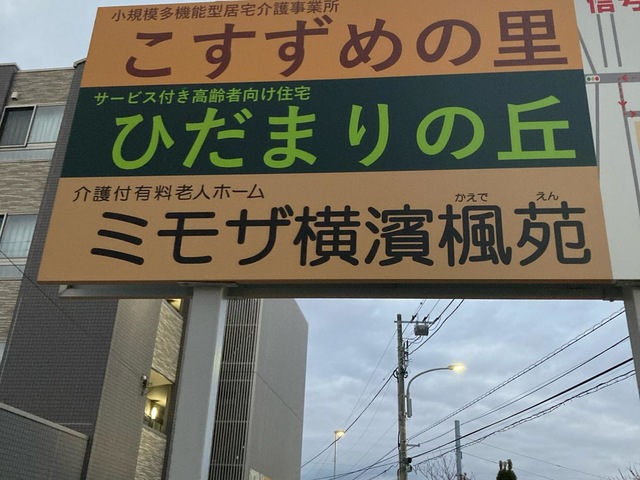 小規模多機能型居宅介護事業所
こすずめの里
サービス付き高齢者向け住宅
ひだまりの丘
介護付有料老人ホーム
ミモザ横濱楓苑
かえで えん
信号